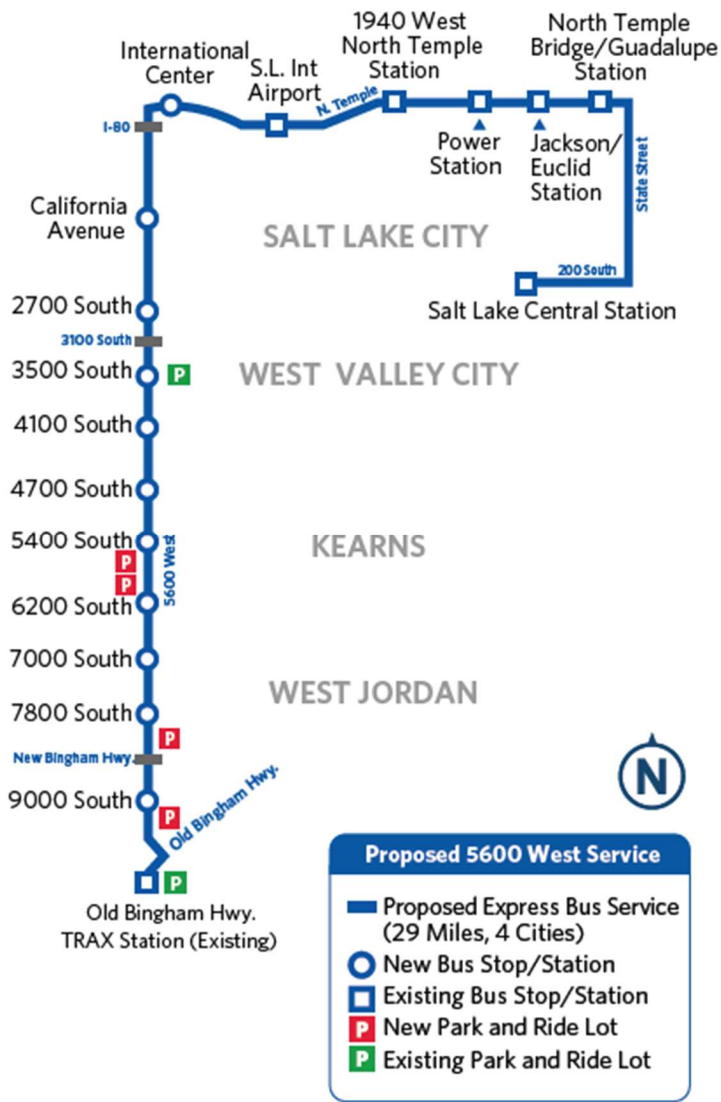 1940 West
North Temple
Station
North Temple
Bridge/Guadalupe
Station
International
Center
S.L. Int
Airport
N. Temple
I-80
Power
Station
Jackson/
Euclid
Station
State Street
California
Avenue
SALT LAKE CITY
200 South
Salt Lake Central Station
2700 South
3100 South
3500 South
P
WEST VALLEY CITY
4100 South
4700 South
5400 South
P
P
5600 West
KEARNS
6200 South
7000 South
7800 South
WEST JORDAN
P
New Bingham Hwy.
9000 South
P
Old Bingham Hwy.
P
Old Bingham Hwy.
TRAX Station (Existing)
N
Proposed 5600 West Service
Proposed Express Bus Service
(29 Miles, 4 Cities)
New Bus Stop/Station
Existing Bus Stop/Station
P New Park and Ride Lot
P Existing Park and Ride Lot